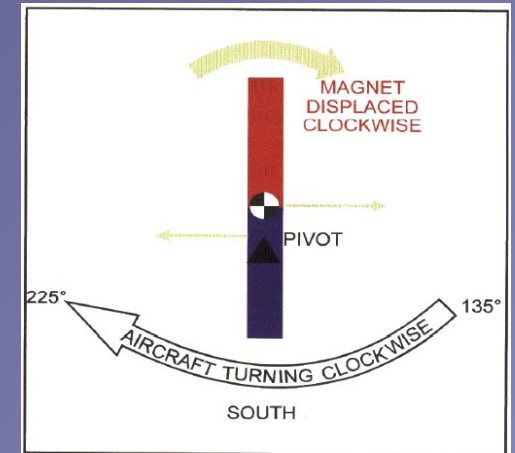 MAGNET
DISPLACED
CLOCKWISE
PIVOT
225°
135°
AIRCRAFT TURNING CLOCKWISE
SOUTH